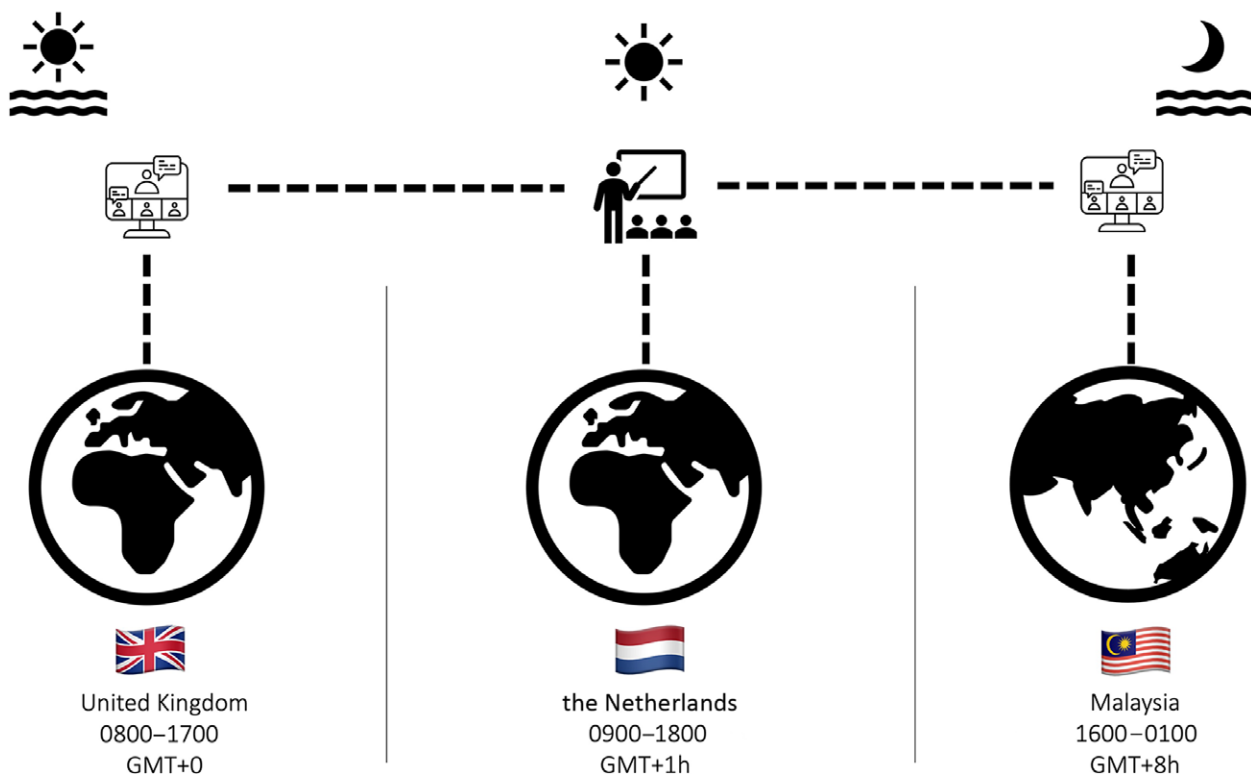 United Kingdom
0800–1700
GMT+0
the Netherlands
0900–1800
GMT+1h
Malaysia
1600–0100
GMT+8h